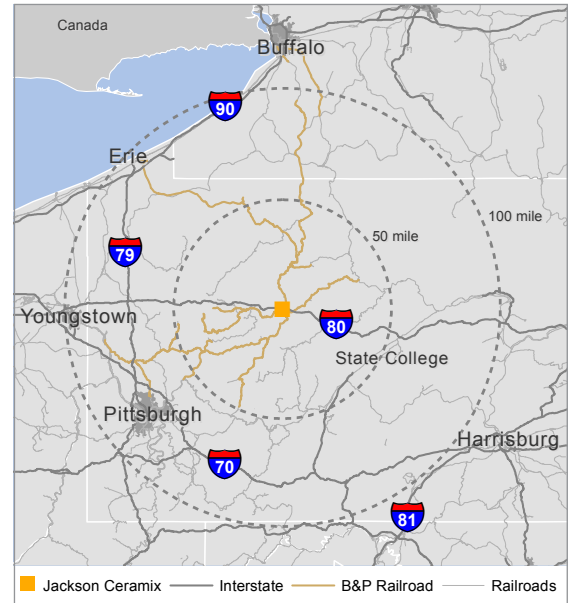 Canada
Buffalo
90
Erie
100 mile
50 mile
79
Youngstown
80
State College
Pittsburgh
Harrisburg
70
81
Jackson Ceramix Interstate B&P Railroad Railroads